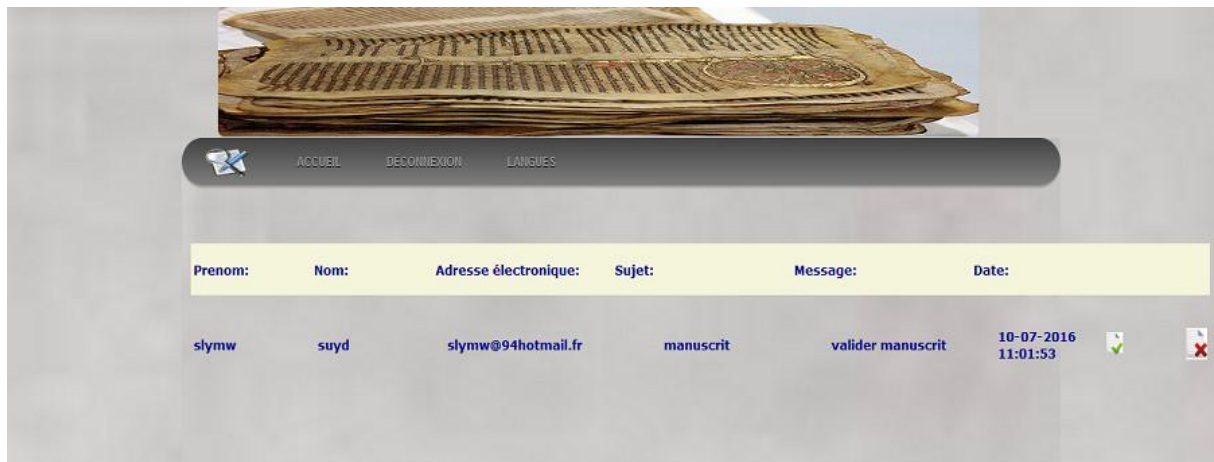 ACCUEIL DECONNEXION LANGUES
Prenom: Nom: Adresse électronique: Sujet: Message: Date:
slymw suyd slymw@94hotmail.fr manuscrit valider manuscrit 10-07-2016
11:01:53